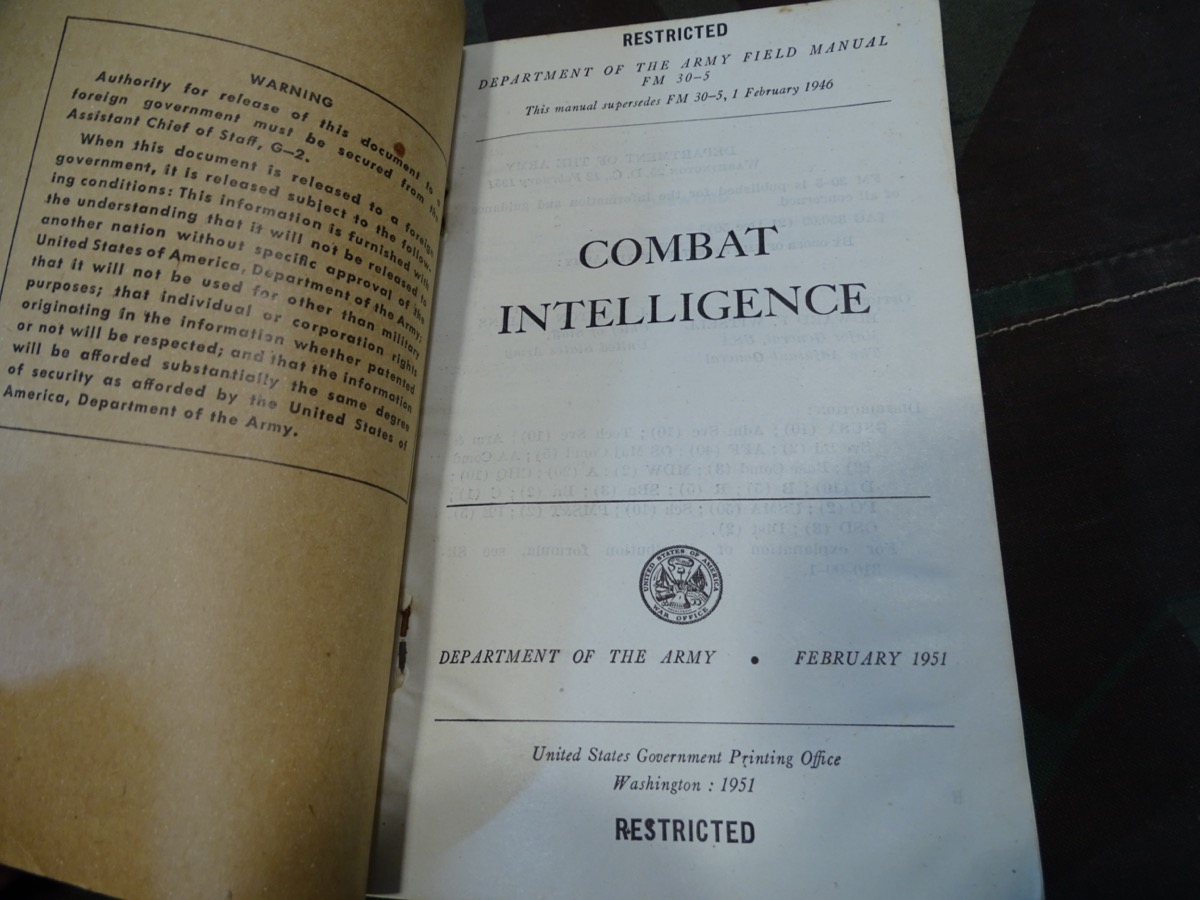 WARNING
Authority for release of this document to a
foreign government must be secured from the
Assistant Chief of Staff, G-2.
When this document is released to a foreign
government, it is released subject to the follow-
ing conditions: This information is furnished with
the understanding that it will not be released to
another nation without specific approval of the
United States of America, Department of the Army;
that it will not be used for other than military
purposes; that individual or corporation rights
originating in the information whether patented
or not will be respected; and that the information
will be afforded substantially the same degree
of security as afforded by the United States of
America, Department of the Army.
RESTRICTED
DEPARTMENT OF THE ARMY FIELD MANUAL
FM 30-5
This manual supersedes FM 30-5, 1 February 1946
COMBAT
INTELLIGENCE
UNITED STATES OF AMERICA
WAR OFFICE
DEPARTMENT OF THE ARMY • FEBRUARY 1951
United States Government Printing Office
Washington : 1951
RESTRICTED